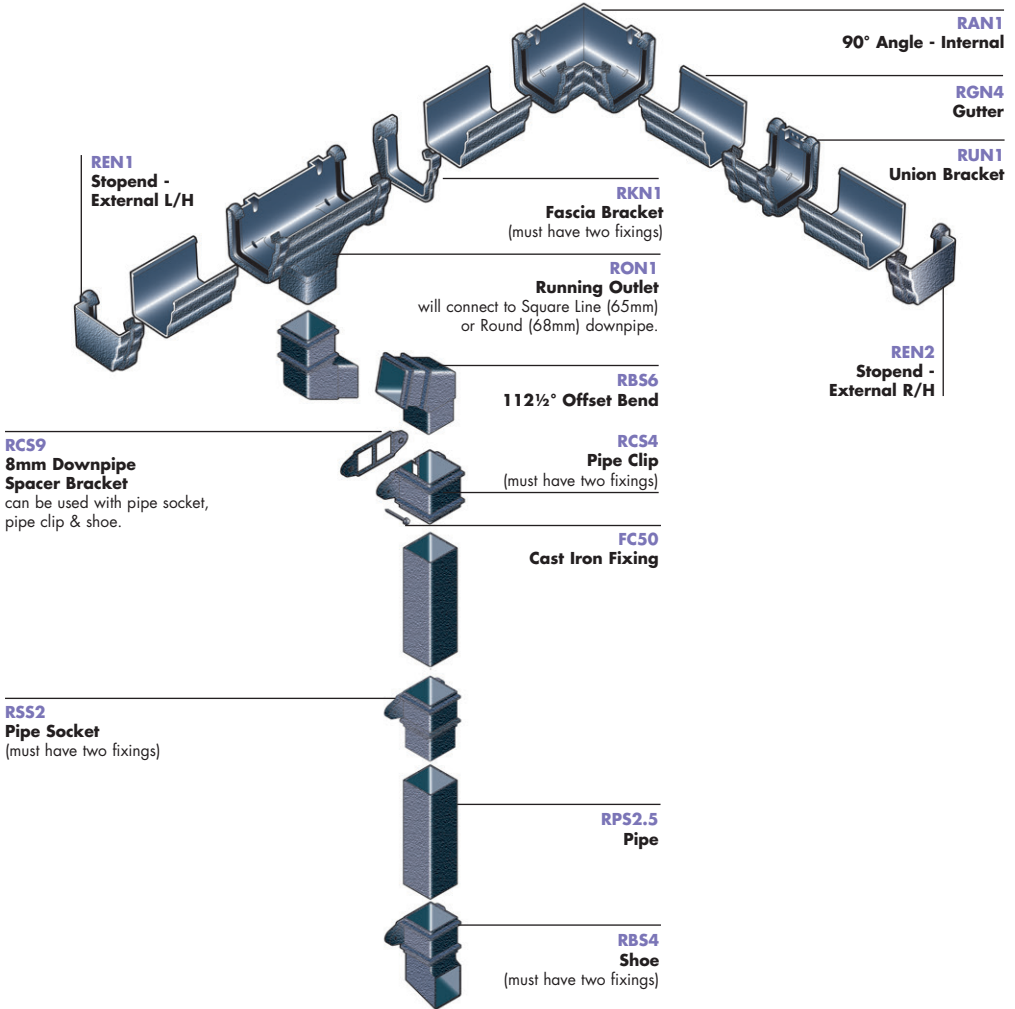 RAN1
90° Angle - Internal
RGN4
Gutter
RUN1
Union Bracket
REN1
Stopend -
External L/H
RKN1
Fascia Bracket
(must have two fixings)
RON1
Running Outlet
will connect to Square Line (65mm)
or Round (68mm) downpipe.
REN2
Stopend -
External R/H
RBS6
112½° Offset Bend
RCS9
8mm Downpipe
Spacer Bracket
can be used with pipe socket,
pipe clip & shoe.
RCS4
Pipe Clip
(must have two fixings)
FC50
Cast Iron Fixing
RSS2
Pipe Socket
(must have two fixings)
RPS2.5
Pipe
RBS4
Shoe
(must have two fixings)